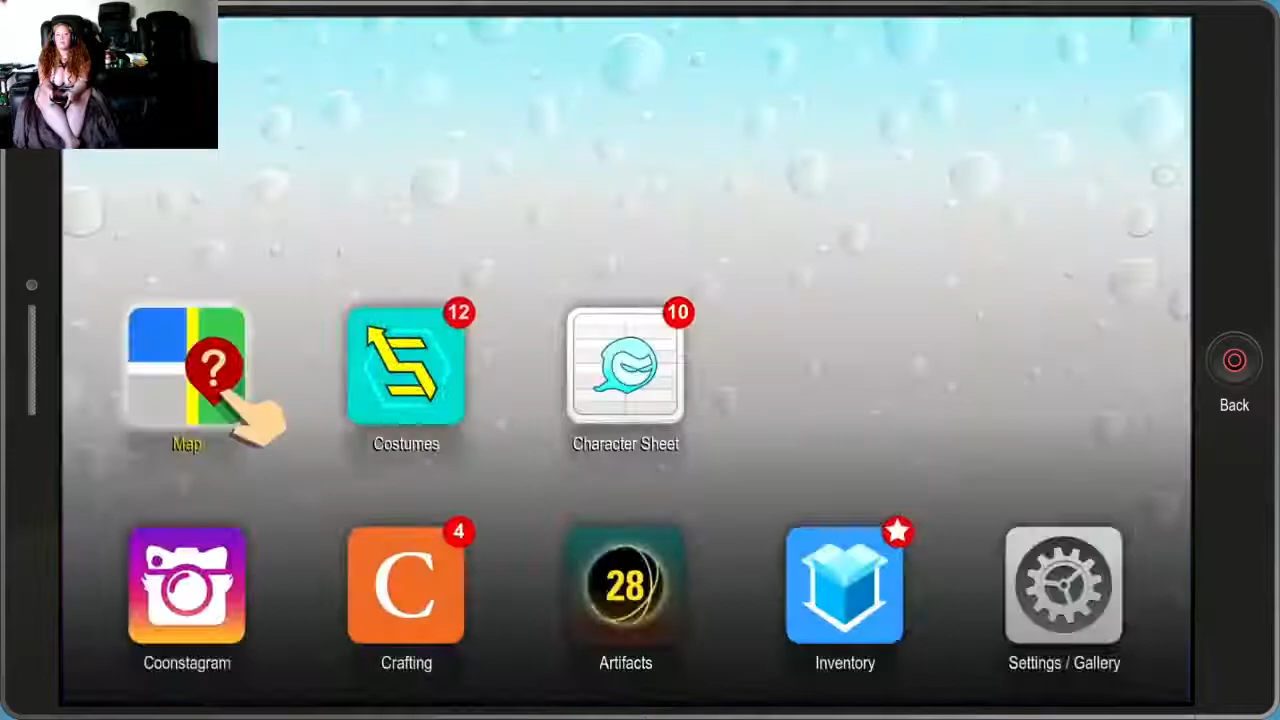 12
10
?
Map
Costumes
Character Sheet
Back
4
C
28
Coonstagram
Crafting
Artifacts
Inventory
Settings / Gallery